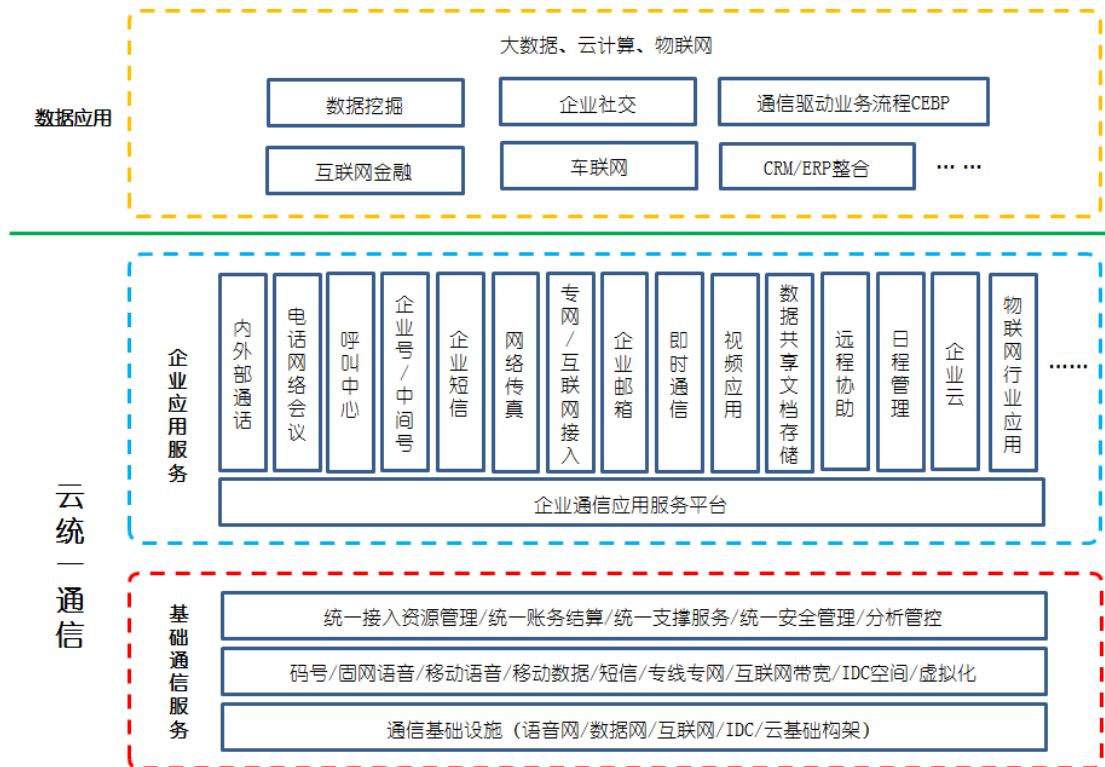 大数据、云计算、物联网
数据应用
数据挖掘
企业社交
通信驱动业务流程CEBP
互联网金融
车联网
CRM/ERP整合
… …
云统一通信
企业应用服务
内外部通话
电话网络会议
呼叫中心
企业号/中间号
企业短信
网络传真
专网/互联网接入
企业邮箱
即时通信
视频应用
数据共享文档存储
远程协助
日程管理
企业云
物联网行业应用
……
企业通信应用服务平台
基础通信服务
统一接入资源管理/统一账务结算/统一支撑服务/统一安全管理/分析管控
码号/固网语音/移动语音/移动数据/短信/专线专网/互联网带宽/IDC空间/虚拟化
通信基础设施（语音网/数据网/互联网/IDC/云基础构架）